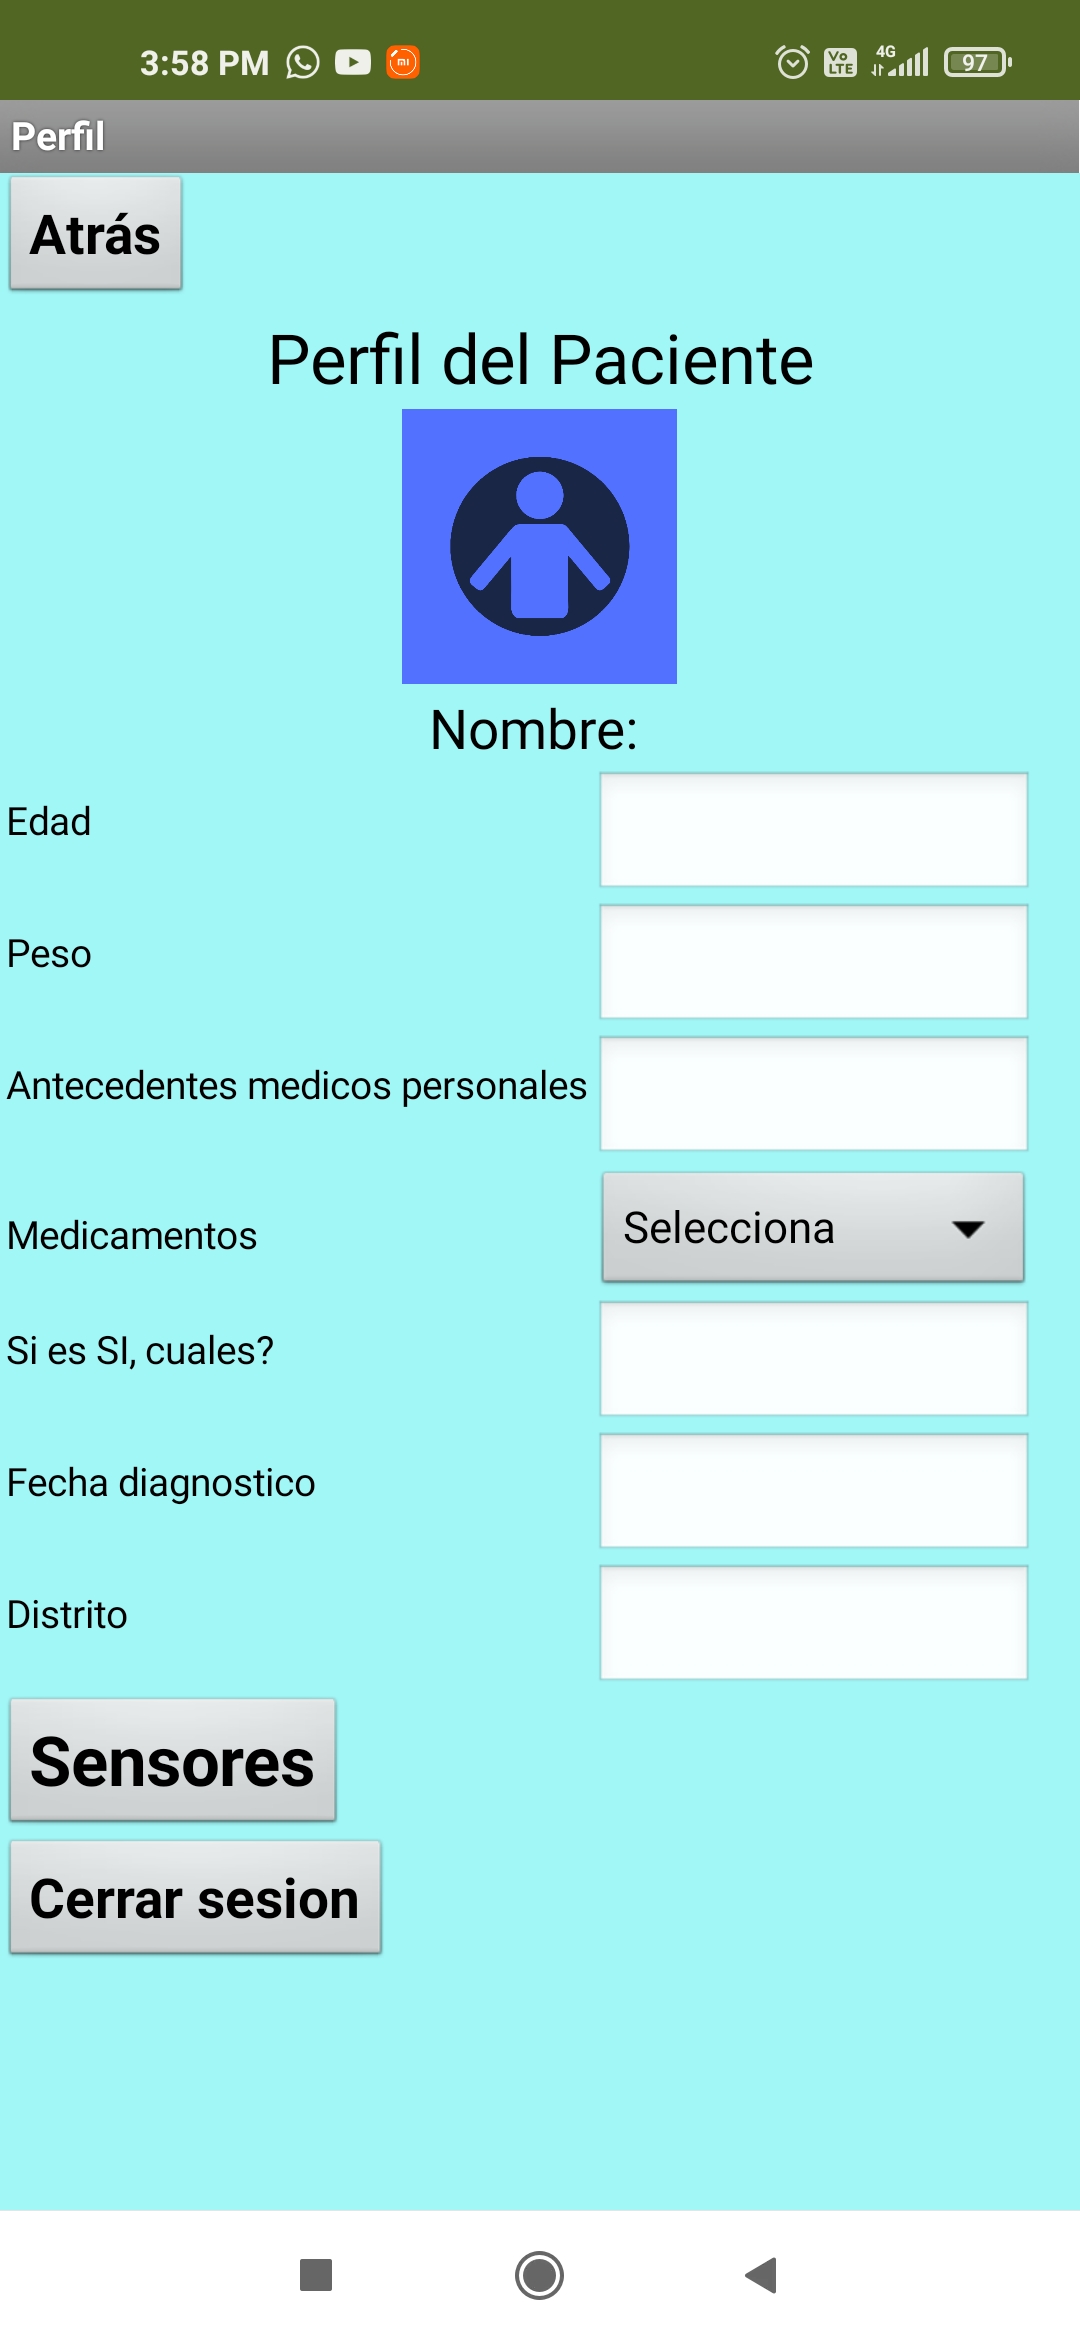 3:58 PM
Vo LTE
4G
97
Perfil
Atrás
Perfil del Paciente
Nombre:
Edad
Peso
Antecedentes medicos personales
Medicamentos
Selecciona
Si es SI, cuales?
Fecha diagnostico
Distrito
Sensores
Cerrar sesion